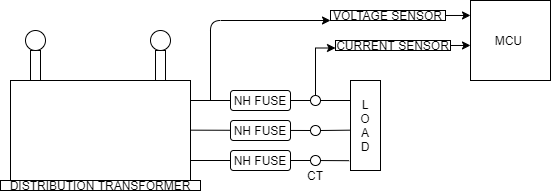 VOLTAGE SENSOR
CURRENT SENSOR
MCU
NH FUSE
NH FUSE
NH FUSE
L
O
A
D
CT
DISTRIBUTION TRANSFORMER